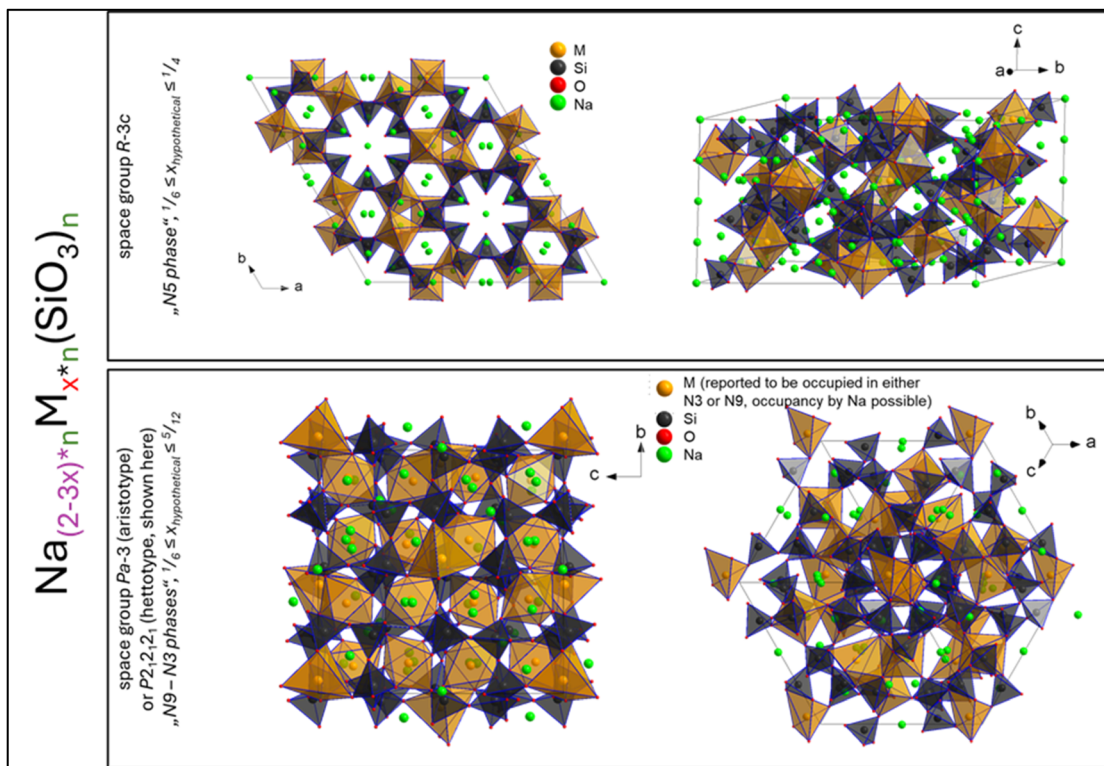 Na(2-3x)*nMx*n(SiO3)n
space group R-3c
„N5 phase“, 1/6 ≤ xhypothetical ≤ 1/4
M
Si
O
Na
b
a
c
a
b
space group Pa-3 (aristotype)
or P212121 (hettotype, shown here)
„N9 – N3 phases“, 1/6 ≤ xhypothetical ≤ 5/12
M (reported to be occupied in either
N3 or N9, occupancy by Na possible)
Si
O
Na
b
c
b
a
c